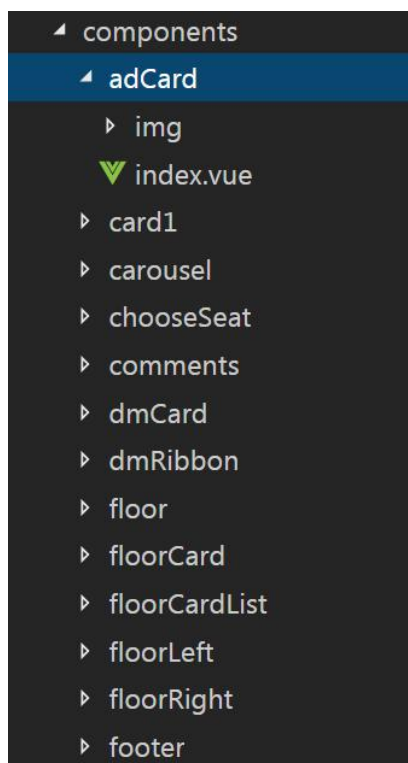 components
adCard
img
index.vue
card1
carousel
chooseSeat
comments
dmCard
dmRibbon
floor
floorCard
floorCardList
floorLeft
floorRight
footer